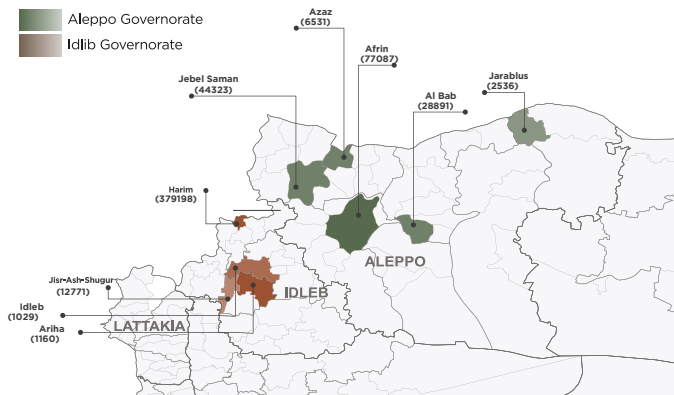 Aleppo Governorate
Idlib Governorate
Azaz
(6531)
Afrin
(77087)
Jebel Saman
(44323)
Al Bab
(28891)
Jarablus
(2536)
Harim
(379198)
ALEPPO
Jisr-Ash-Shugur
(12771)
IDLEB
Idleb
(1029)
LATTAKIA
Ariha
(1160)